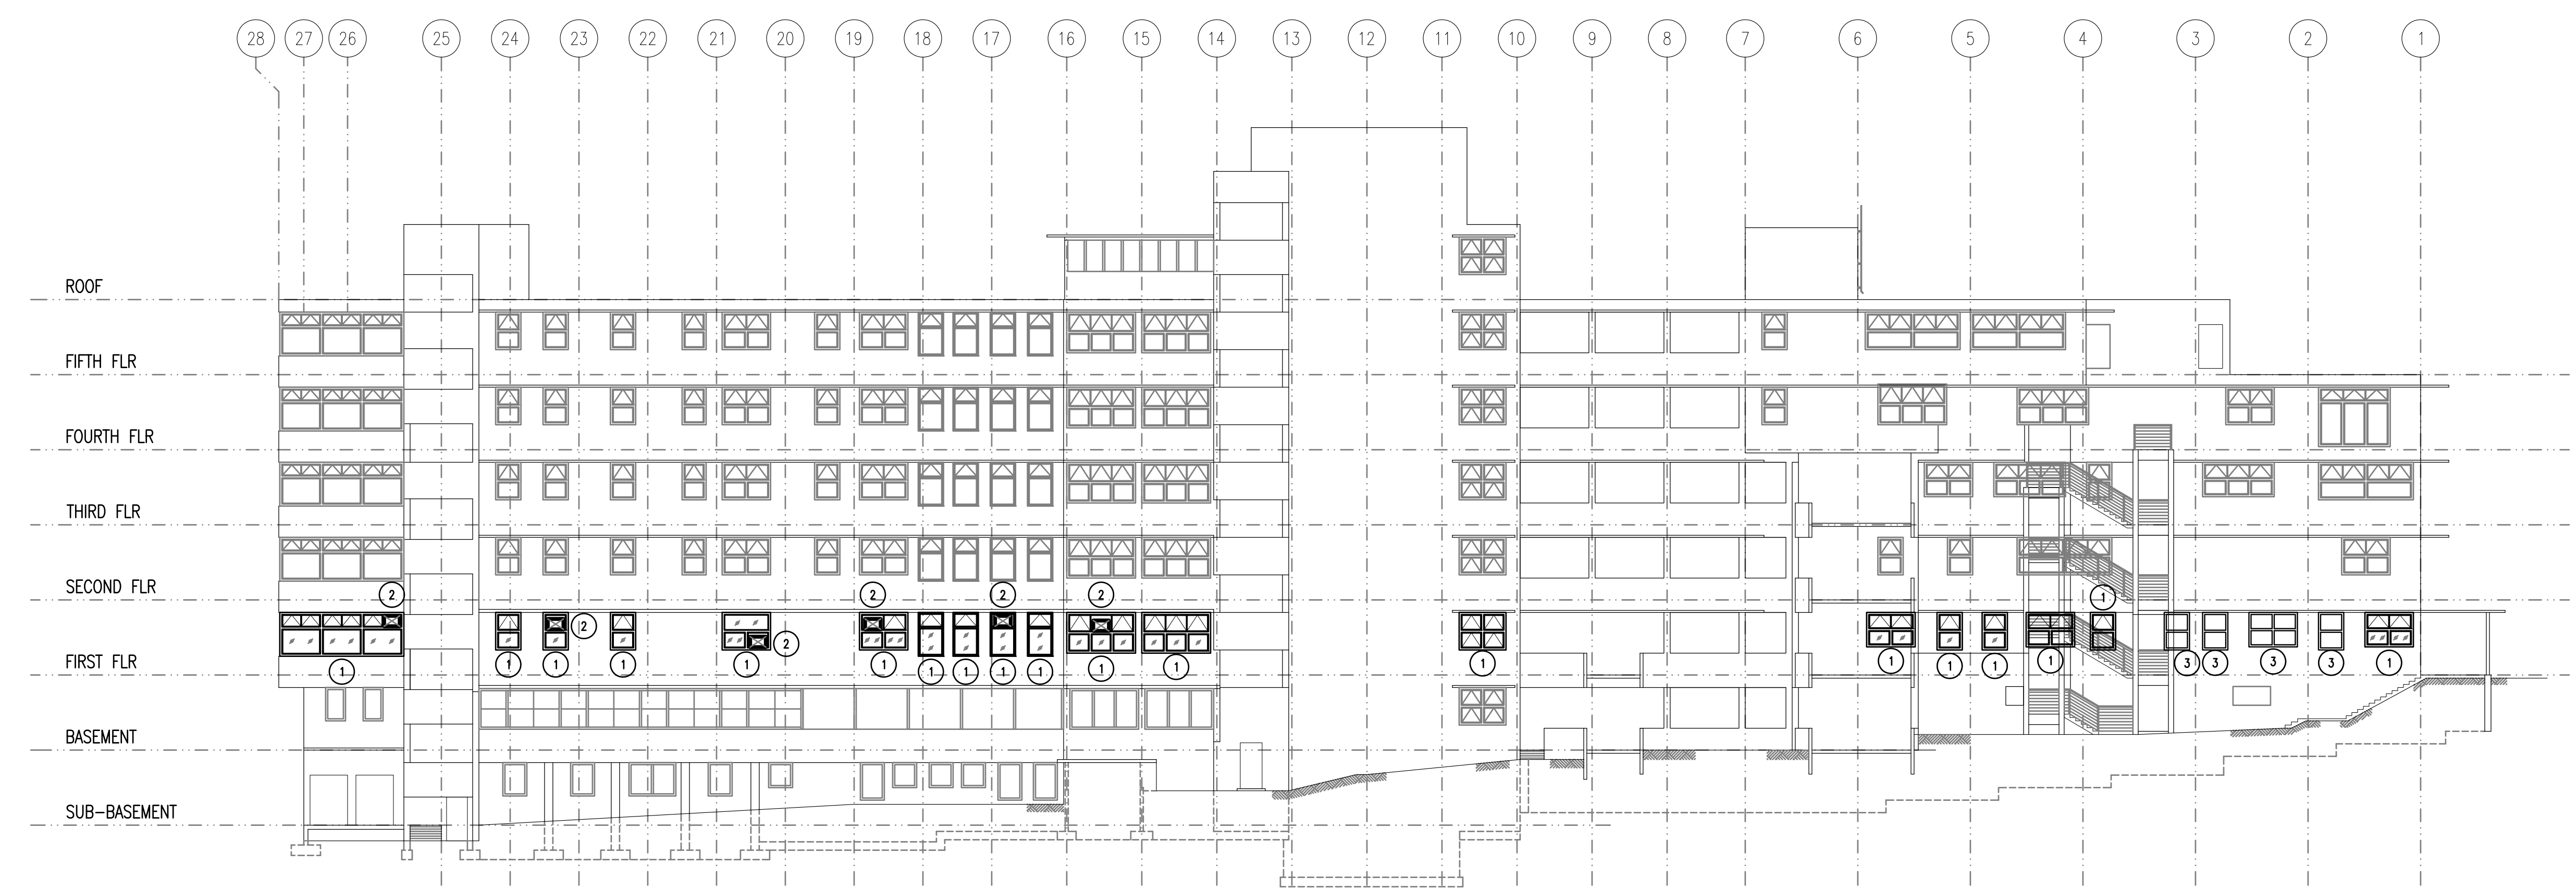 28 27 26 25 24 23 22 21 20 19 18 17 16 15 14 13 12 11 10 9 8 7 6 5 4 3 2 1
ROOF
FIFTH FLR
FOURTH FLR
THIRD FLR
SECOND FLR
2 2 2 2 1
2 2
FIRST FLR
1 1 1 1 1 1 1 1 1 1 1 1 1 1 1 1 1 3 3 3 3 1
BASEMENT
SUB-BASEMENT